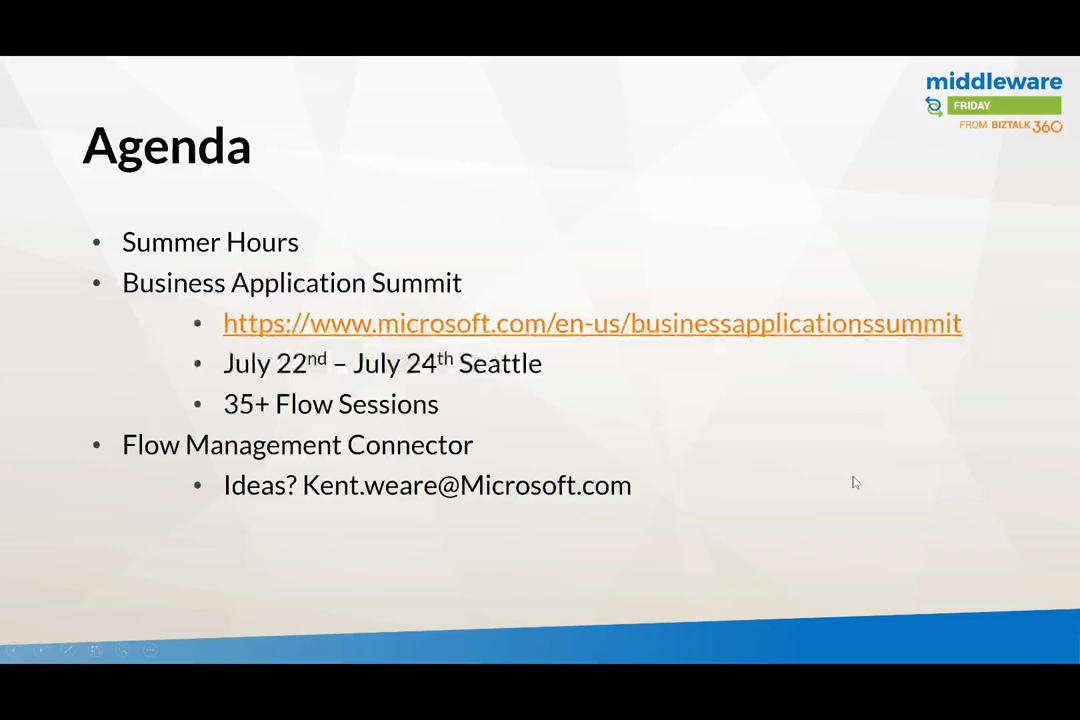 middleware
FRIDAY
FROM BIZTALK 360
Agenda
• Summer Hours
• Business Application Summit
• https://www.microsoft.com/en-us/businessapplicationssummit
• July 22nd – July 24th Seattle
• 35+ Flow Sessions
• Flow Management Connector
• Ideas? Kent.weare@Microsoft.com